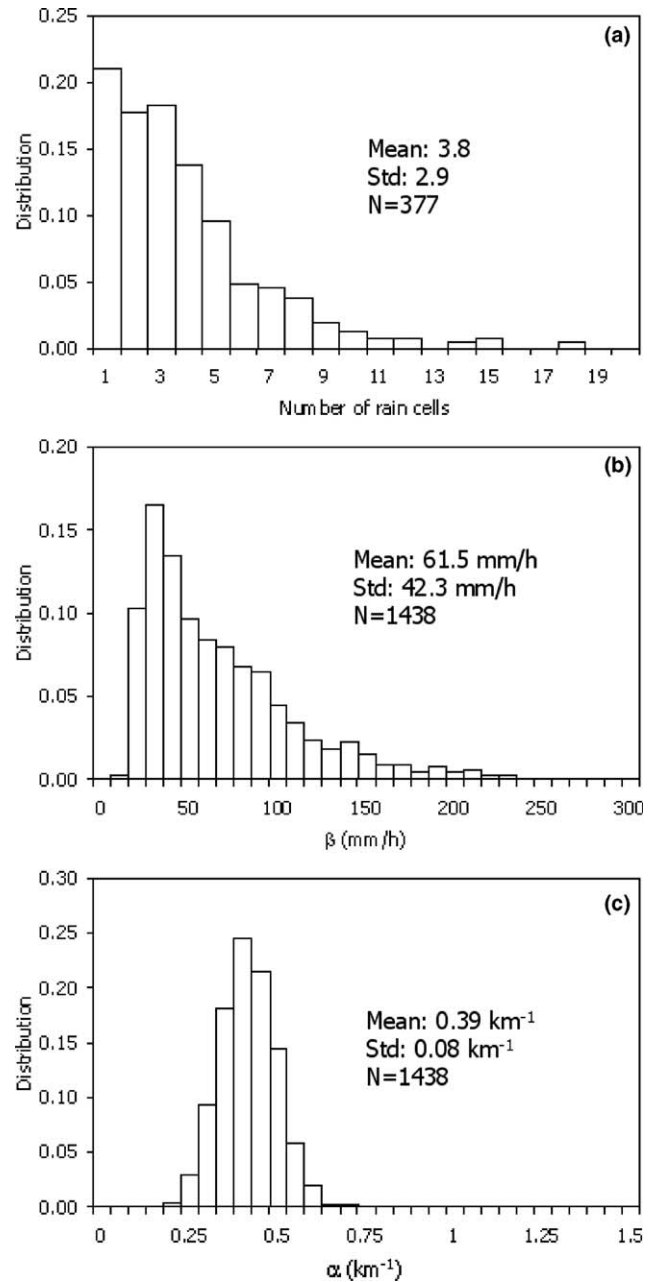 (a)
0.25
0.20
0.15
0.10
0.05
0.00
Distribution
Mean: 3.8
Std: 2.9
N=377
1 3 5 7 9 11 13 15 17 19
Number of rain cells
(b)
0.20
0.15
0.10
0.05
0.00
Distribution
Mean: 61.5 mm/h
Std: 42.3 mm/h
N=1438
0 50 100 150 200 250 300
β (mm/h)
(c)
0.30
0.25
0.20
0.15
0.10
0.05
0.00
Distribution
Mean: 0.39 km⁻¹
Std: 0.08 km⁻¹
N=1438
0 0.25 0.5 0.75 1 1.25 1.5
α (km⁻¹)